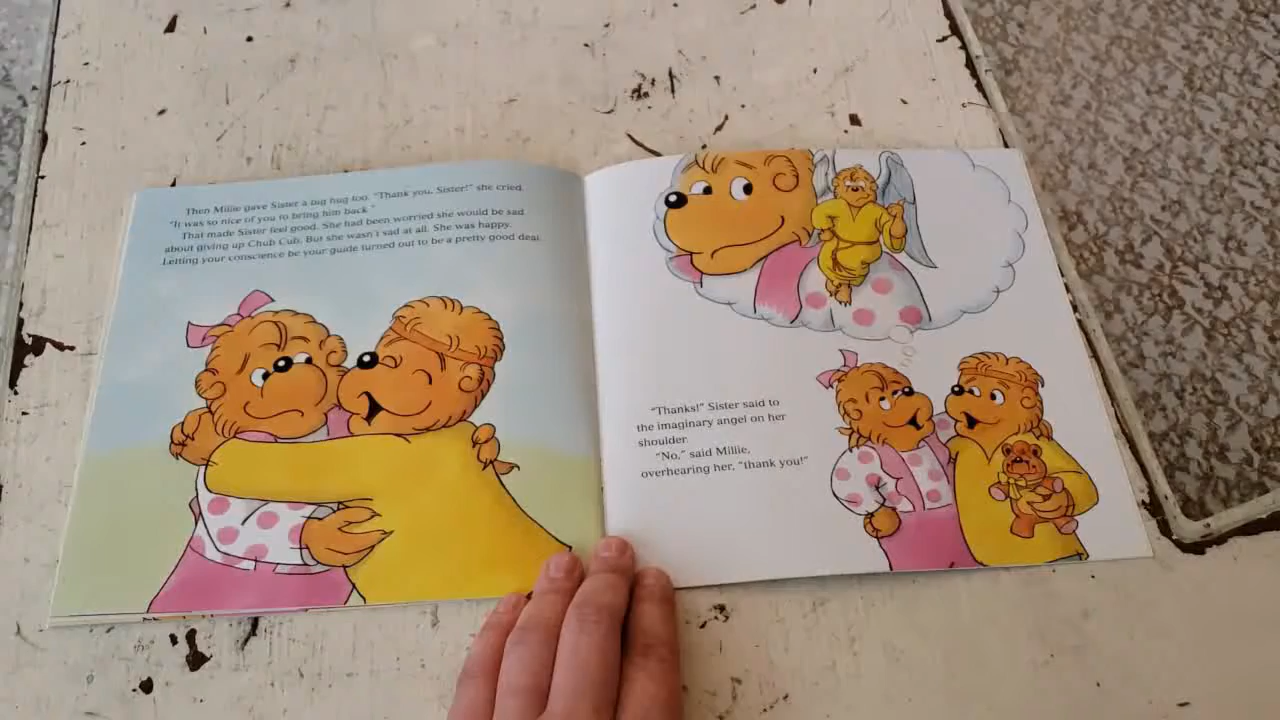 Then Millie gave Sister a big hug too. "Thank you, Sister!" she cried.
"It was so nice of you to bring him back."
That made Sister feel good. She had been worried she would be sad
about giving up Chub Cub. But she wasn't sad at all. She was happy.
Letting your conscience be your guide turned out to be a pretty good deal.
"Thanks!" Sister said to
the imaginary angel on her
shoulder.
"No," said Millie,
overhearing her, "thank you!"